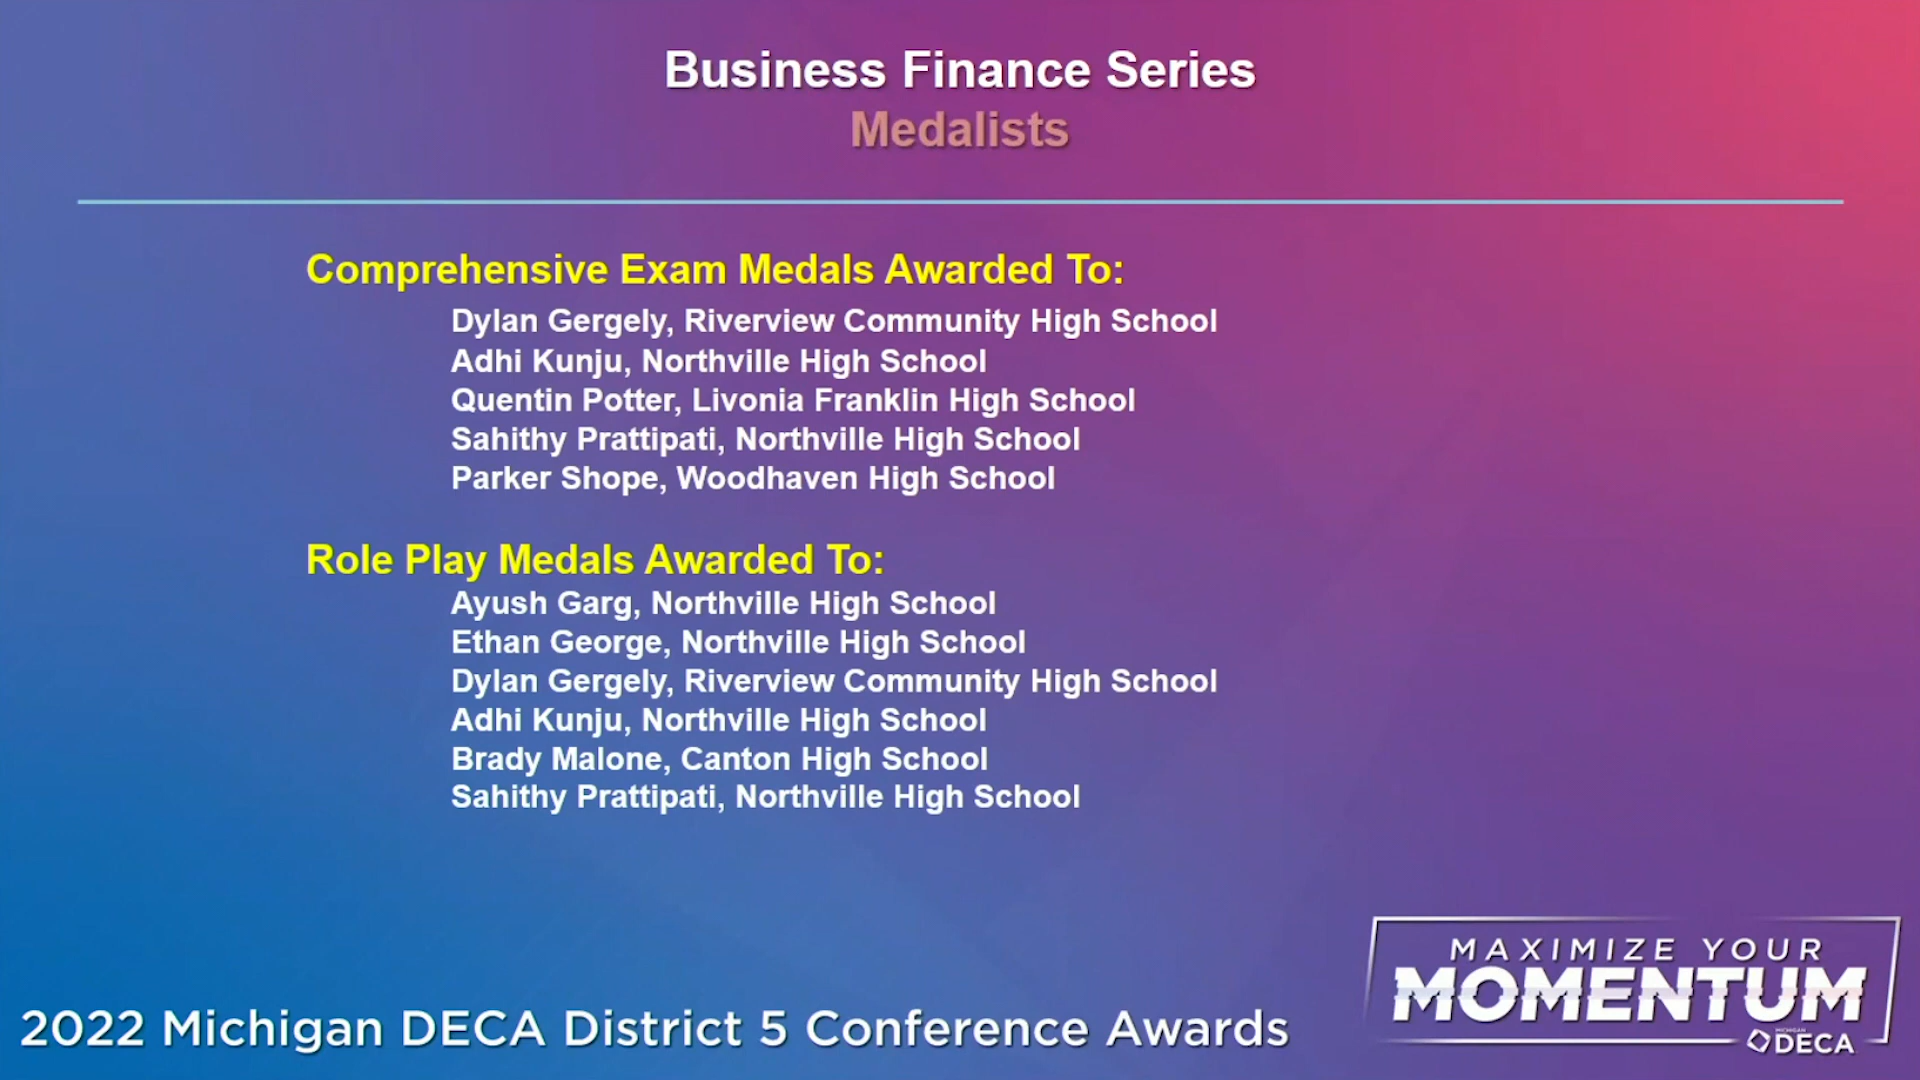 Business Finance Series
Medalists
Comprehensive Exam Medals Awarded To:
Dylan Gergely, Riverview Community High School
Adhi Kunju, Northville High School
Quentin Potter, Livonia Franklin High School
Sahithy Prattipati, Northville High School
Parker Shope, Woodhaven High School
Role Play Medals Awarded To:
Ayush Garg, Northville High School
Ethan George, Northville High School
Dylan Gergely, Riverview Community High School
Adhi Kunju, Northville High School
Brady Malone, Canton High School
Sahithy Prattipati, Northville High School
MAXIMIZE YOUR
MOMENTUM
MICHIGAN
DECA
2022 Michigan DECA District 5 Conference Awards